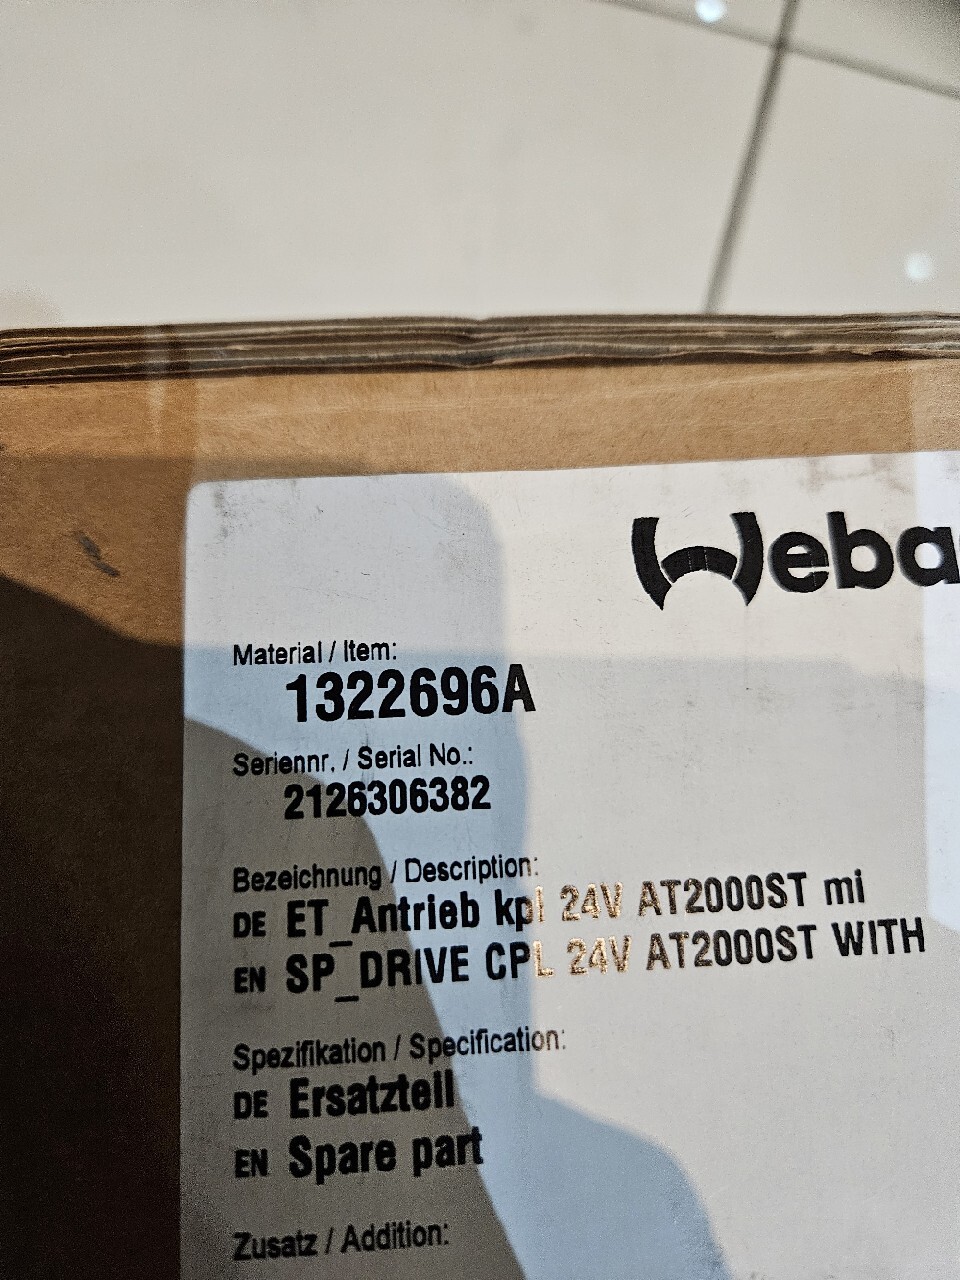 Weba
Material / Item:
1322696A
Seriennr. / Serial No.:
2126306382
Bezeichnung / Description:
DE ET_Antrieb kpl 24V AT2000ST mi
EN SP_DRIVE CPL 24V AT2000ST WITH
Spezifikation / Specification:
DE Ersatzteil
EN Spare part
Zusatz / Addition: